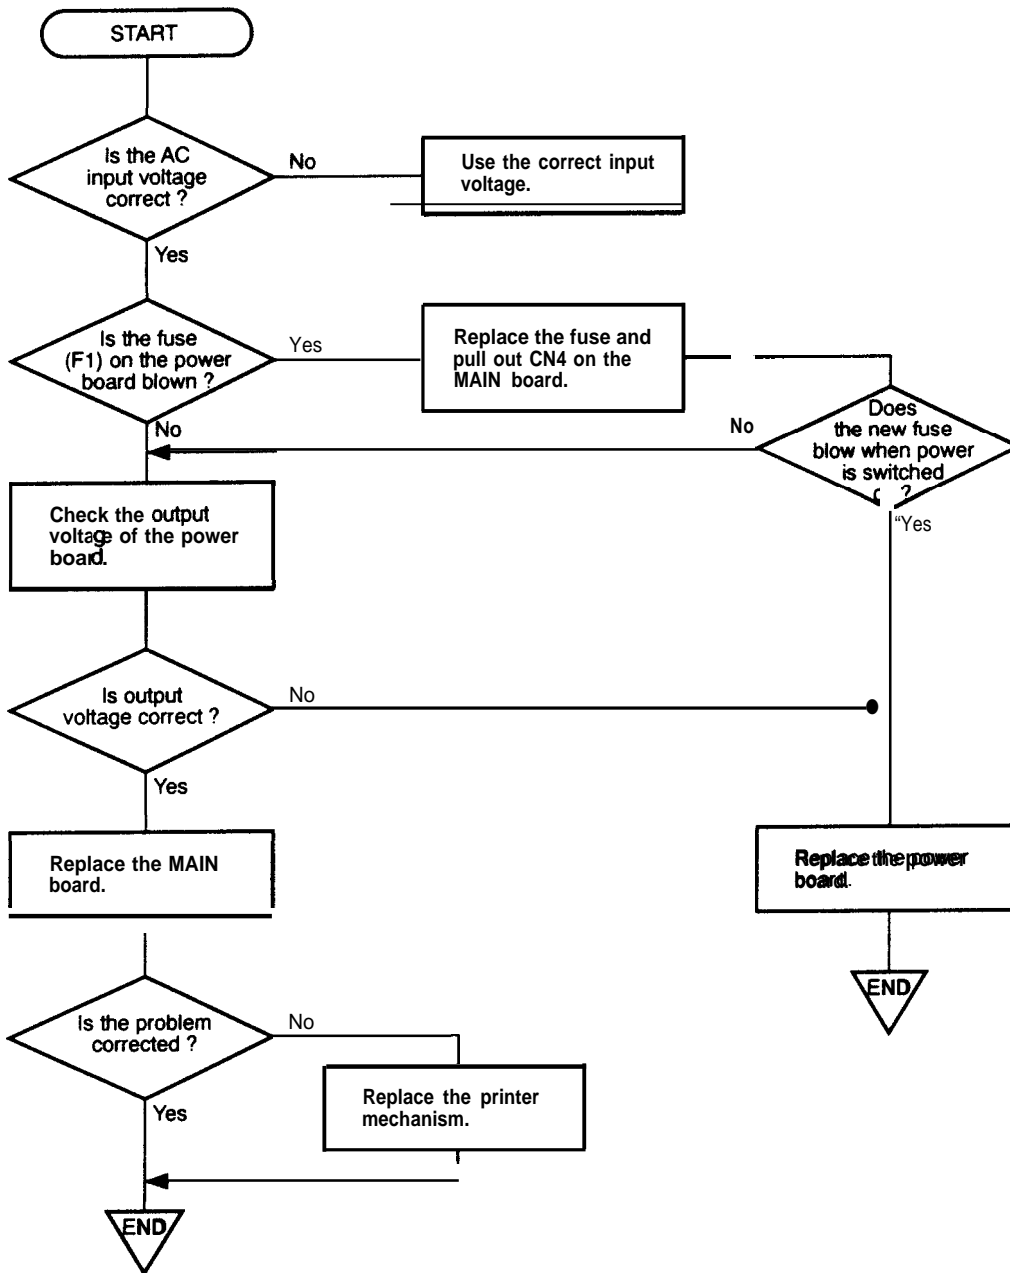 START
Is the AC
input voltage
correct ?
No
Use the correct input
voltage.
Yes
Is the fuse
(F1) on the power
board blown ?
Yes
Replace the fuse and
pull out CN4 on the
MAIN board.
No
Does
the new fuse
blow when power
is switched
?
No
"Yes
Check the output
voltage of the power
board.
Is output
voltage correct ?
No
Yes
Replace the MAIN
board.
Replace the power
board.
END
Is the problem
corrected ?
No
Replace the printer
mechanism.
Yes
END